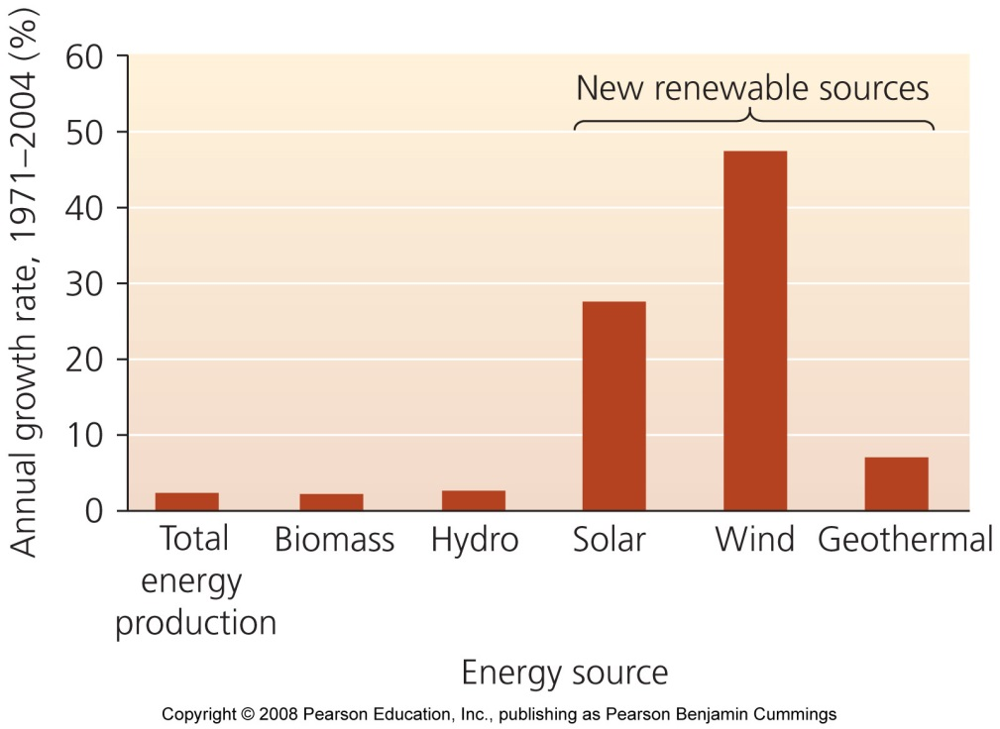 Annual growth rate, 1971–2004 (%)
60
50
40
30
20
10
0
New renewable sources
Total
energy
production
Biomass
Hydro
Solar
Wind
Geothermal
Energy source
Copyright © 2008 Pearson Education, Inc., publishing as Pearson Benjamin Cummings